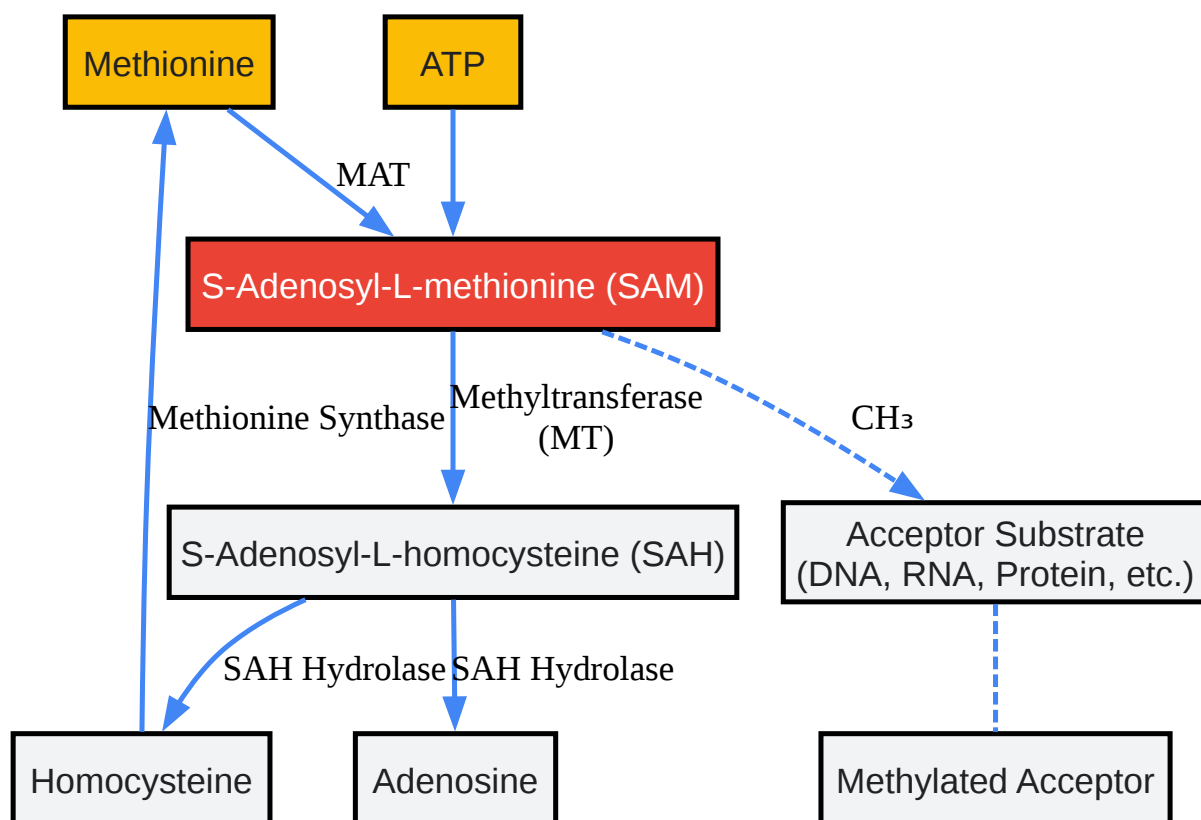 Methionine
ATP
MAT
S-Adenosyl-L-methionine (SAM)
Methionine Synthase
Methyltransferase
(MT)
CH₃
S-Adenosyl-L-homocysteine (SAH)
Acceptor Substrate
(DNA, RNA, Protein, etc.)
SAH Hydrolase
SAH Hydrolase
Homocysteine
Adenosine
Methylated Acceptor